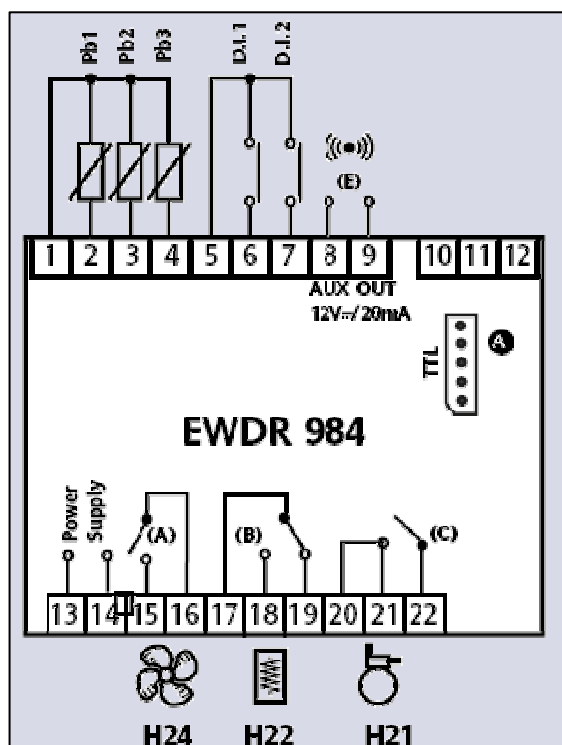 Pb1 Pb2 Pb3 D.I.1 D.I.2
(E)
1 2 3 4 5 6 7 8 9 10 11 12
AUX OUT
12V⎓/20mA
TTL
A
EWDR 984
Power
Supply
(A) (B) (C)
13 14 15 16 17 18 19 20 21 22
H24 H22 H21